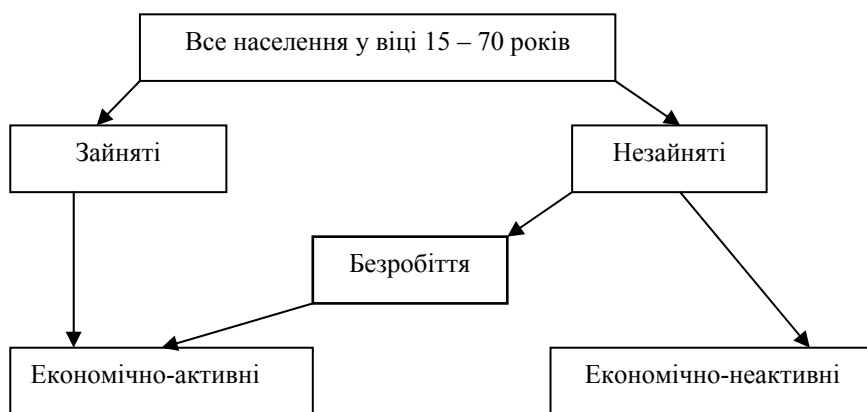 Все населення у віці 15 – 70 років
Зайняті
Незайняті
Безробіття
Економічно-активні
Економічно-неактивні